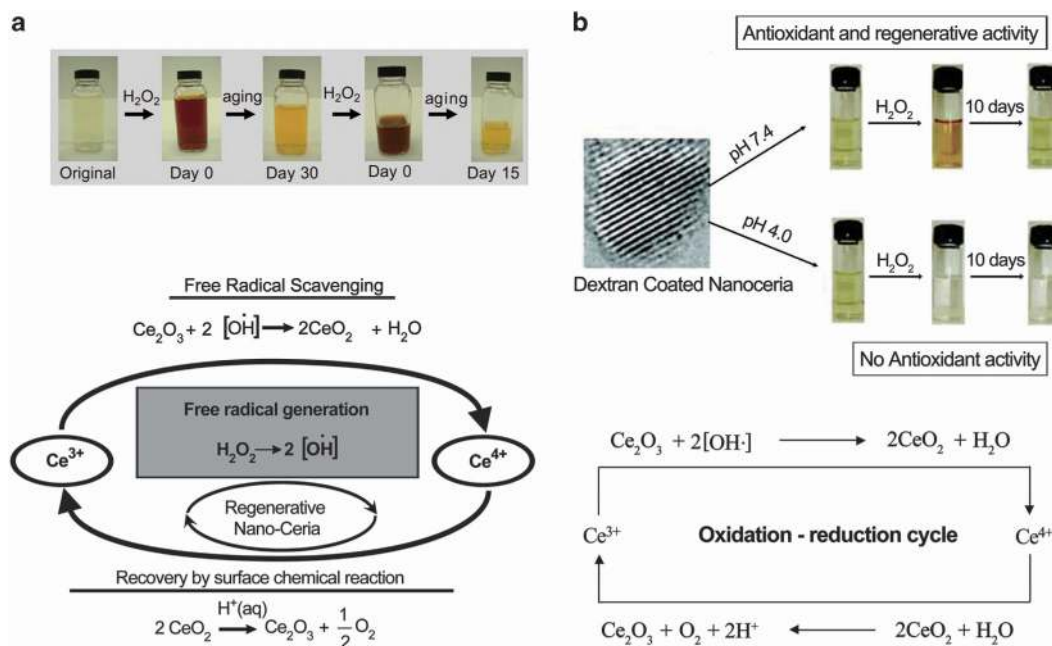 a
H₂O₂ aging H₂O₂ aging
Original Day 0 Day 30 Day 0 Day 15
Free Radical Scavenging
Ce₂O₃ + 2 [OḢ] → 2CeO₂ + H₂O
Free radical generation
H₂O₂ → 2 [OḢ]
Ce³⁺ Ce⁴⁺
Regenerative
Nano-Ceria
Recovery by surface chemical reaction
H⁺(aq)
2 CeO₂ → Ce₂O₃ + 1/2 O₂
b
Antioxidant and regenerative activity
H₂O₂ 10 days
pH 7.4
pH 4.0
H₂O₂ 10 days
Dextran Coated Nanoceria
No Antioxidant activity
Ce₂O₃ + 2[OH·] → 2CeO₂ + H₂O
Ce³⁺ Oxidation - reduction cycle Ce⁴⁺
Ce₂O₃ + O₂ + 2H⁺ ← 2CeO₂ + H₂O